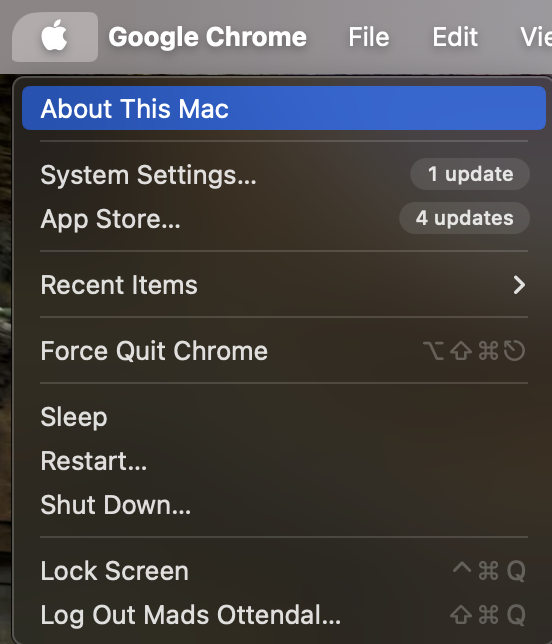 Google Chrome File Edit
About This Mac
System Settings... 1 update
App Store... 4 updates
Recent Items
Force Quit Chrome ⌥⇧⌘⎋
Sleep
Restart...
Shut Down...
Lock Screen ^⌘Q
Log Out Mads Ottendal... ⇧⌘Q